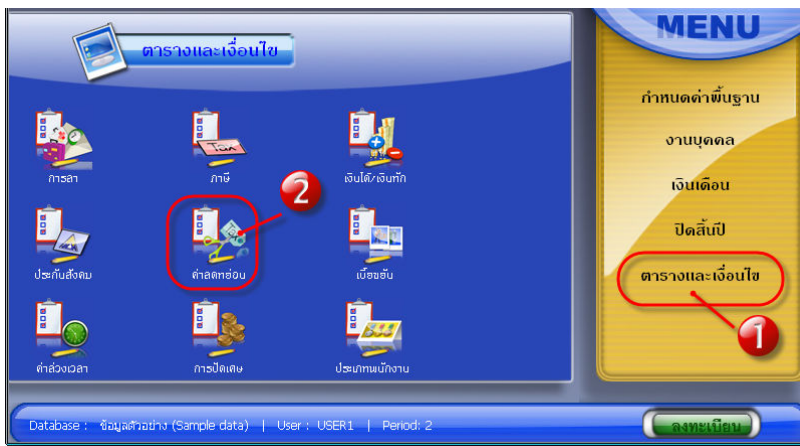 ตารางและเงื่อนไข
MENU
กำหนดค่าพื้นฐาน
งานบุคคล
เงินเดือน
ปิดสิ้นปี
ตารางและเงื่อนไข
1
Tax
การลา
ภาษี
เงินได้/เงินหัก
2
ประกันสังคม
ค่าลดหย่อน
เบี้ยขยัน
ค่าล่วงเวลา
การปัดเศษ
ประเภทพนักงาน
Database : ข้อมูลตัวอย่าง (Sample data) | User : USER1 | Period: 2
ลงทะเบียน